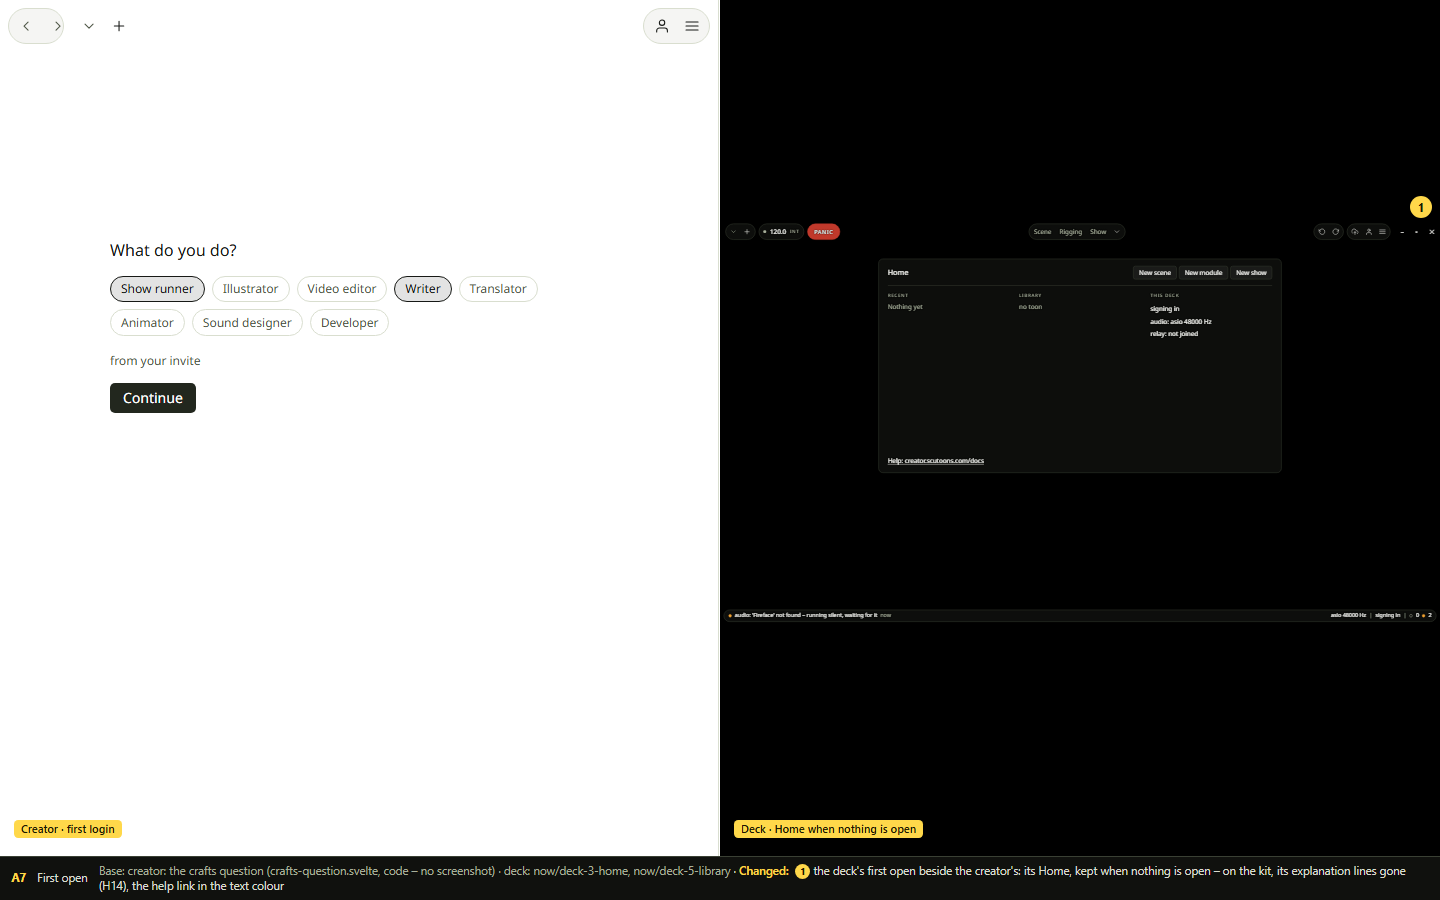 What do you do?
Show runner
Illustrator
Video editor
Writer
Translator
Animator
Sound designer
Developer
from your invite
Continue
Creator · first login
1
120.0 INT
PANIC
Scene
Rigging
Show
Home
New scene
New module
New show
RECENT
LIBRARY
THIS DECK
Nothing yet
no toon
signing in
audio: asio 48000 Hz
relay: not joined
Help: creator.scutoons.com/docs
audio: 'Fireface' not found – running silent, waiting for it now
asio 48000 Hz | signing in | 0 2
Deck · Home when nothing is open
A7 First open
Base: creator: the crafts question (crafts-question.svelte, code – no screenshot) · deck: now/deck-3-home, now/deck-5-library · Changed: 1 the deck's first open beside the creator's: its Home, kept when nothing is open – on the kit, its explanation lines gone
(H14), the help link in the text colour